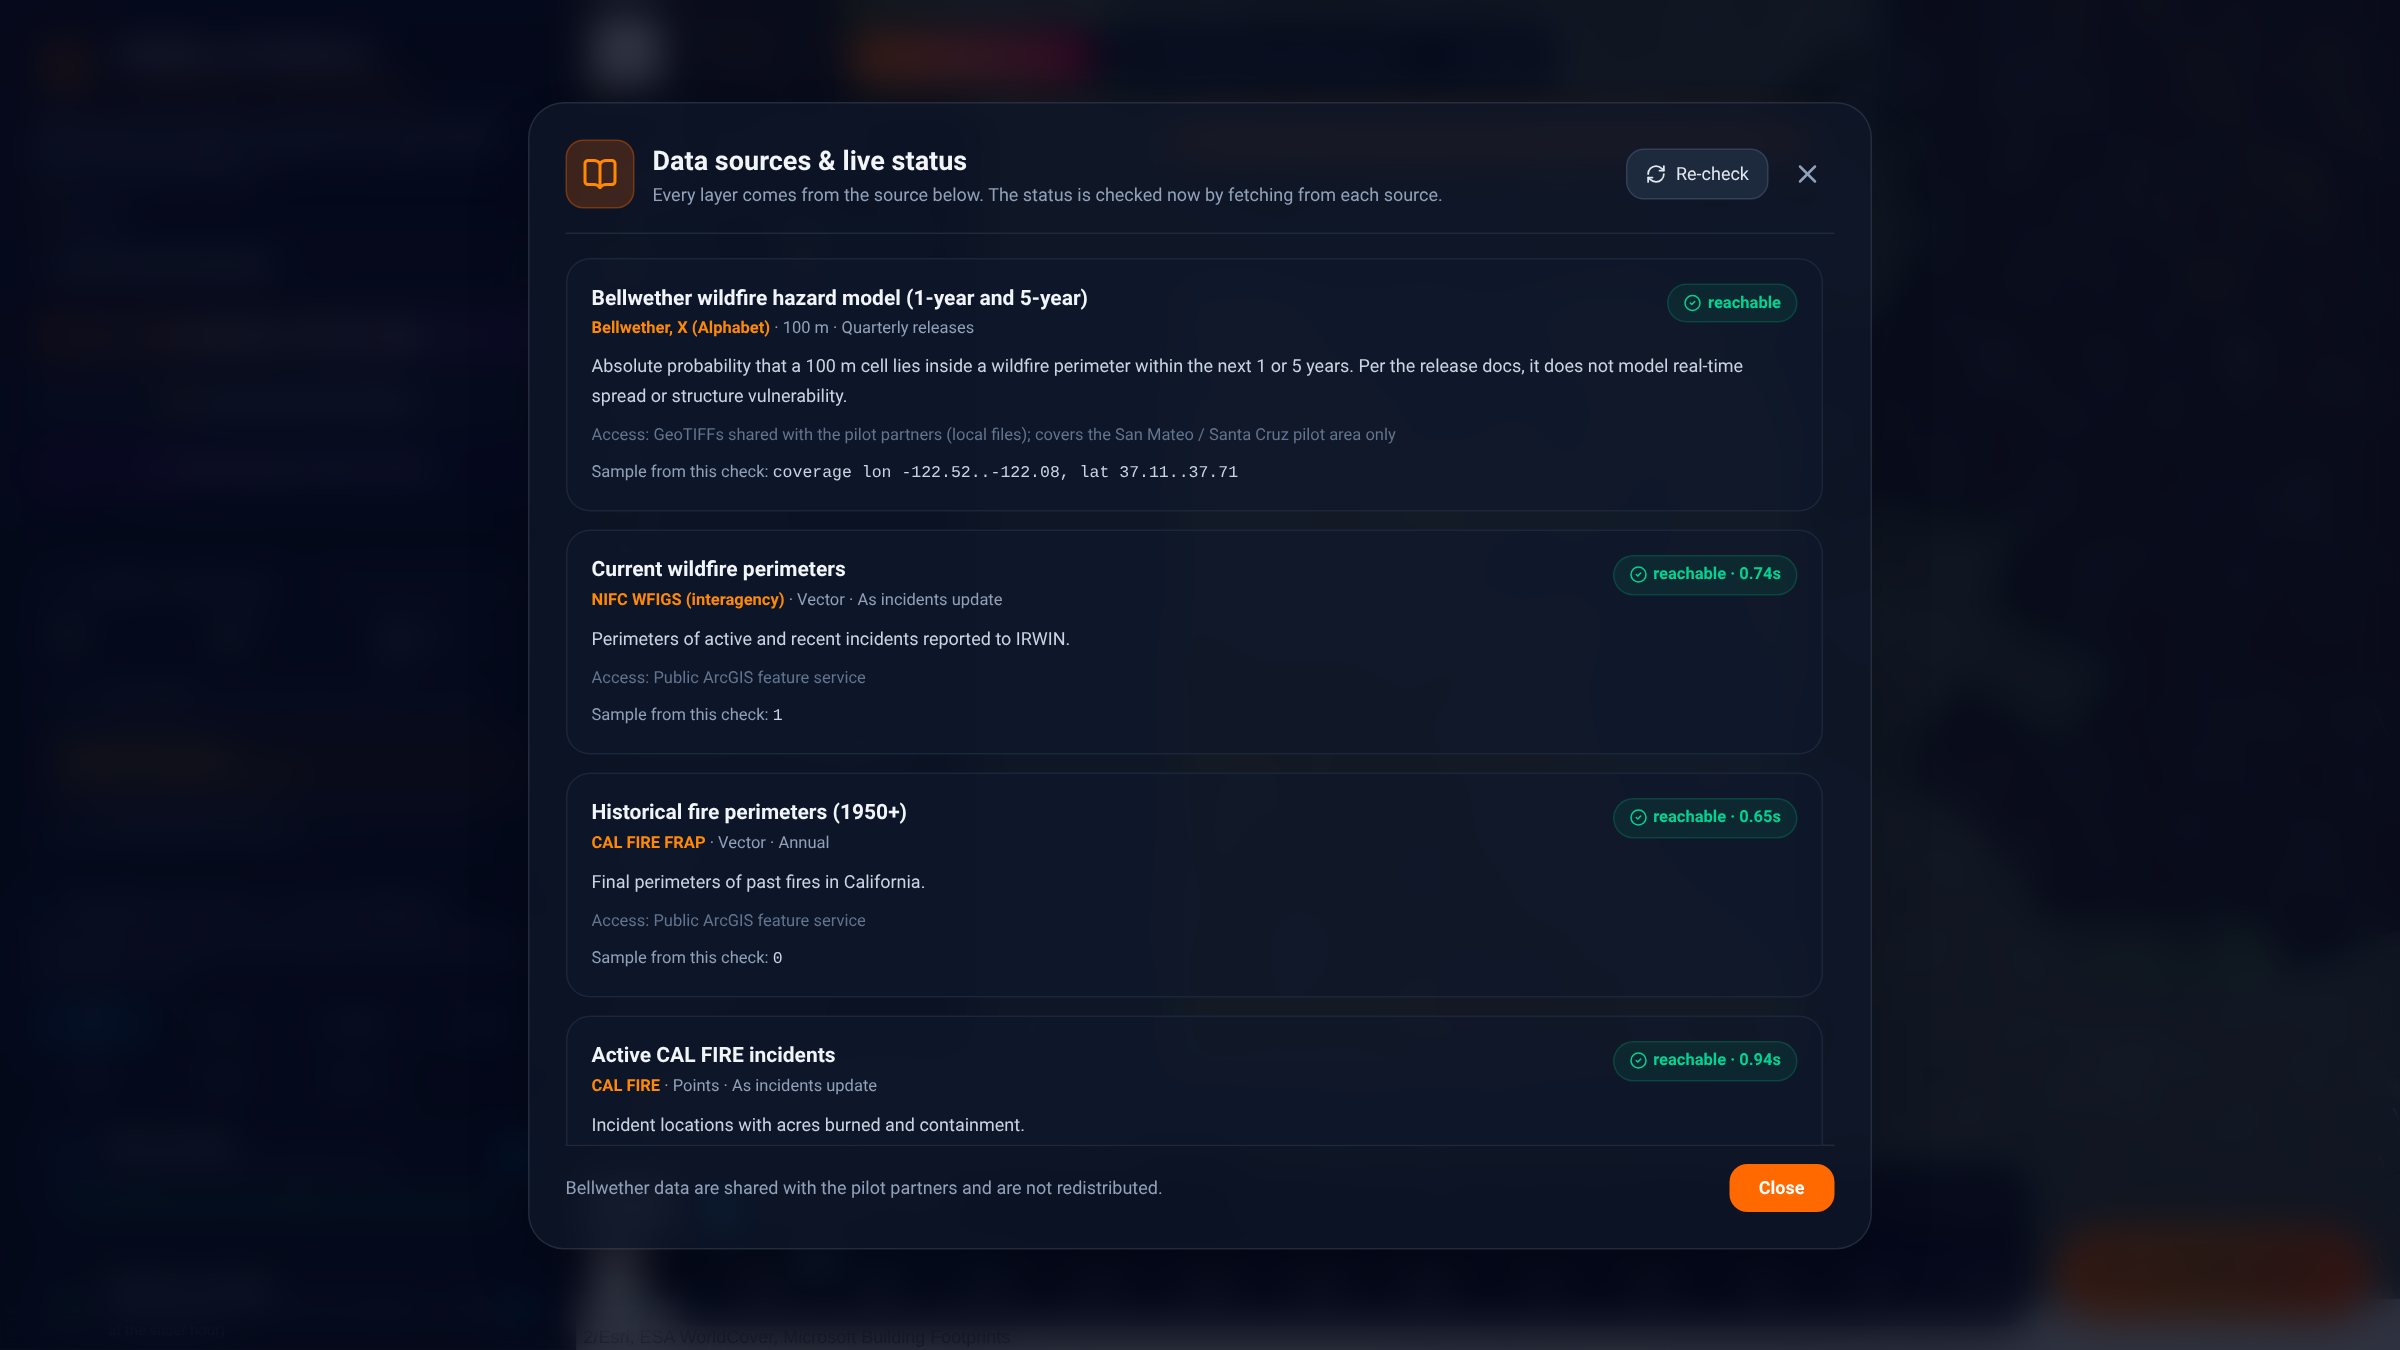 Data sources & live status
Every layer comes from the source below. The status is checked now by fetching from each source.
Re-check
Bellwether wildfire hazard model (1-year and 5-year)
reachable
Bellwether, X (Alphabet) · 100 m · Quarterly releases
Absolute probability that a 100 m cell lies inside a wildfire perimeter within the next 1 or 5 years. Per the release docs, it does not model real-time
spread or structure vulnerability.
Access: GeoTIFFs shared with the pilot partners (local files); covers the San Mateo / Santa Cruz pilot area only
Sample from this check: coverage lon -122.52..-122.08, lat 37.11..37.71
Current wildfire perimeters
reachable · 0.74s
NIFC WFIGS (interagency) · Vector · As incidents update
Perimeters of active and recent incidents reported to IRWIN.
Access: Public ArcGIS feature service
Sample from this check: 1
Historical fire perimeters (1950+)
reachable · 0.65s
CAL FIRE FRAP · Vector · Annual
Final perimeters of past fires in California.
Access: Public ArcGIS feature service
Sample from this check: 0
Active CAL FIRE incidents
reachable · 0.94s
CAL FIRE · Points · As incidents update
Incident locations with acres burned and containment.
Bellwether data are shared with the pilot partners and are not redistributed.
Close
2/Esri, ESA WorldCover, Microsoft Building Footprints